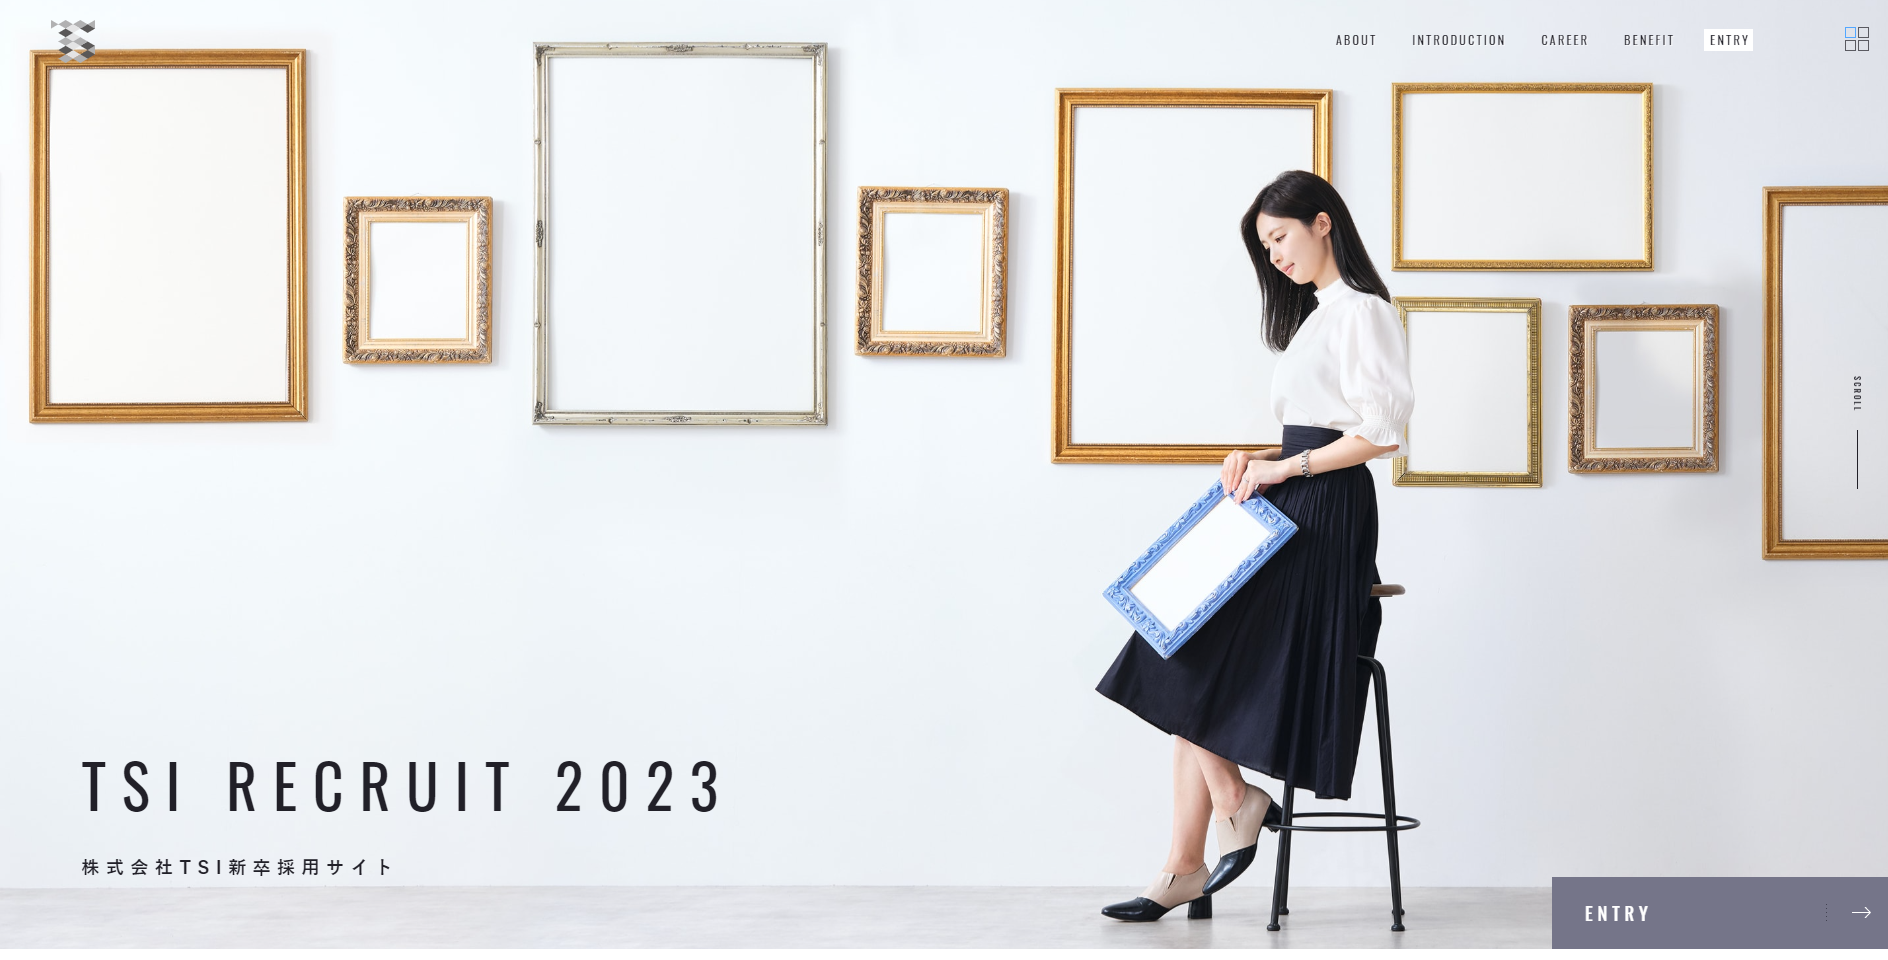 ABOUT INTRODUCTION CAREER BENEFIT ENTRY
SCROLL
TSI RECRUIT 2023
株式会社TSI新卒採用サイト
ENTRY